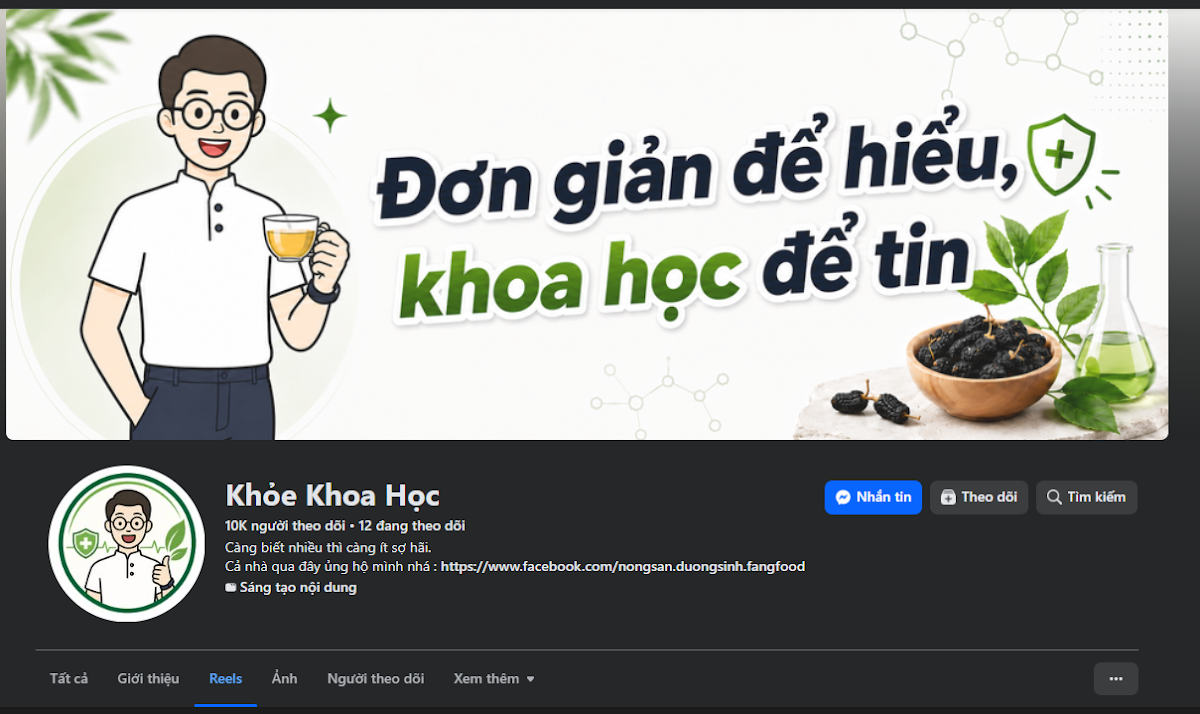 Đơn giản để hiểu,
khoa học để tin
Khỏe Khoa Học
10K người theo dõi • 12 đang theo dõi
Càng biết nhiều thì càng ít sợ hãi.
Cả nhà qua đây ủng hộ mình nhá : https://www.facebook.com/nongsan.duongsinh.fangfood
Sáng tạo nội dung
Nhắn tin
Theo dõi
Tìm kiếm
Tất cả
Giới thiệu
Reels
Ảnh
Người theo dõi
Xem thêm